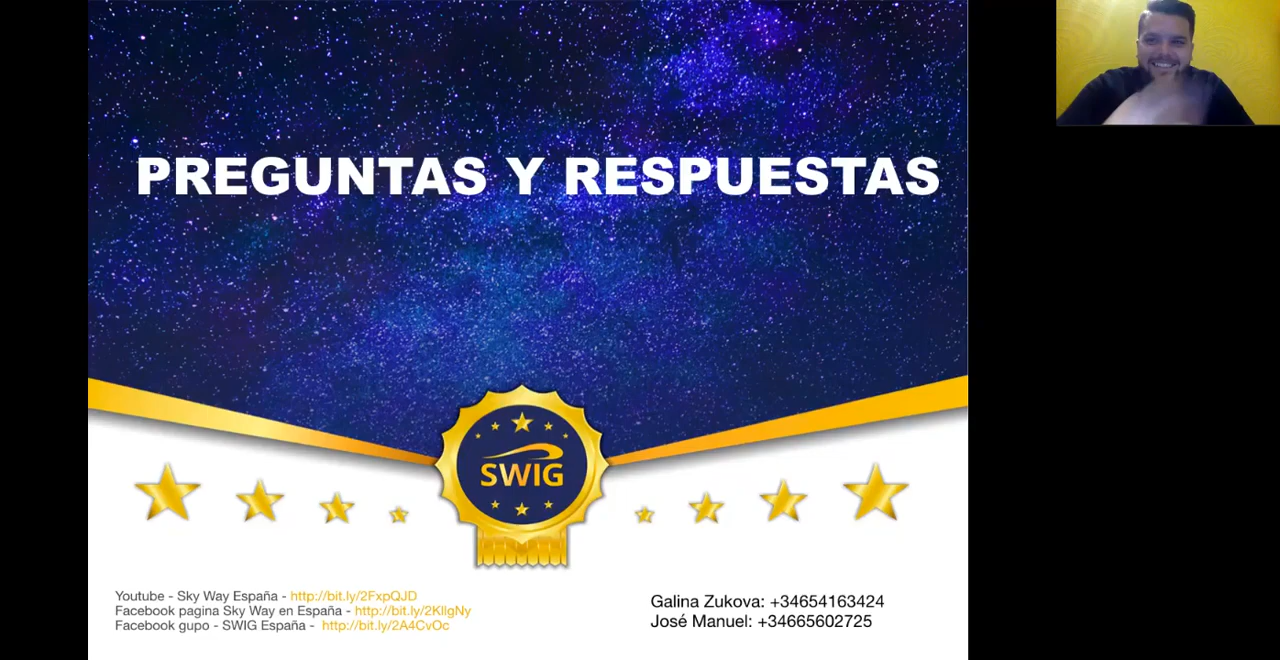 PREGUNTAS Y RESPUESTAS
SWIG
Youtube - Sky Way España - http://bit.ly/2FxpQJD
Facebook pagina Sky Way en España - http://bit.ly/2KllgNy
Facebook gupo - SWIG España - http://bit.ly/2A4CvOc
Galina Zukova: +34654163424
José Manuel: +34665602725